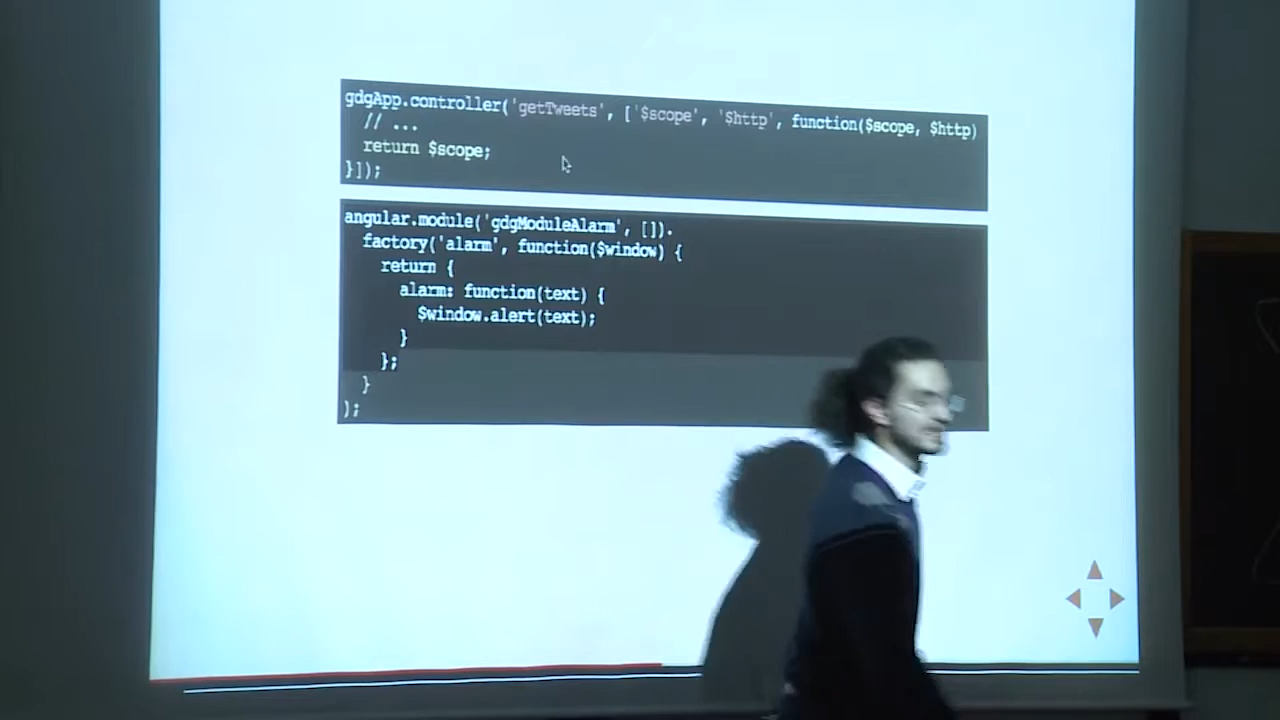 gdgApp.controller('getTweets', ['$scope', '$http', function($scope, $http)
// ...
return $scope;
}]);
angular.module('gdgModuleAlarm', []).
factory('alarm', function($window) {
return {
alarm: function(text) {
$window.alert(text);
}
};
}
);